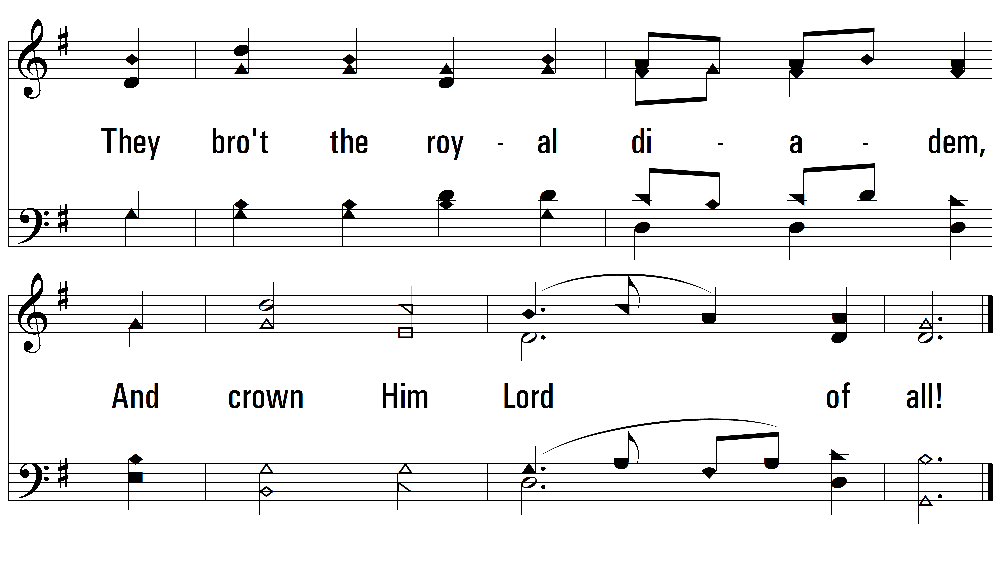 They bro't the roy - al di - a - dem,
And crown Him Lord of all!